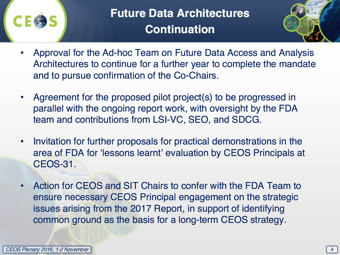 CEOS
Future Data Architectures
Continuation
• Approval for the Ad-hoc Team on Future Data Access and Analysis
Architectures to continue for a further year to complete the mandate
and to pursue confirmation of the Co-Chairs.
• Agreement for the proposed pilot project(s) to be progressed in
parallel with the ongoing report work, with oversight by the FDA
team and contributions from LSI-VC, SEO, and SDCG.
• Invitation for further proposals for practical demonstrations in the
area of FDA for ‘lessons learnt’ evaluation by CEOS Principals at
CEOS-31.
• Action for CEOS and SIT Chairs to confer with the FDA Team to
ensure necessary CEOS Principal engagement on the strategic
issues arising from the 2017 Report, in support of identifying
common ground as the basis for a long-term CEOS strategy.
CEOS Plenary 2016, 1-2 November
4